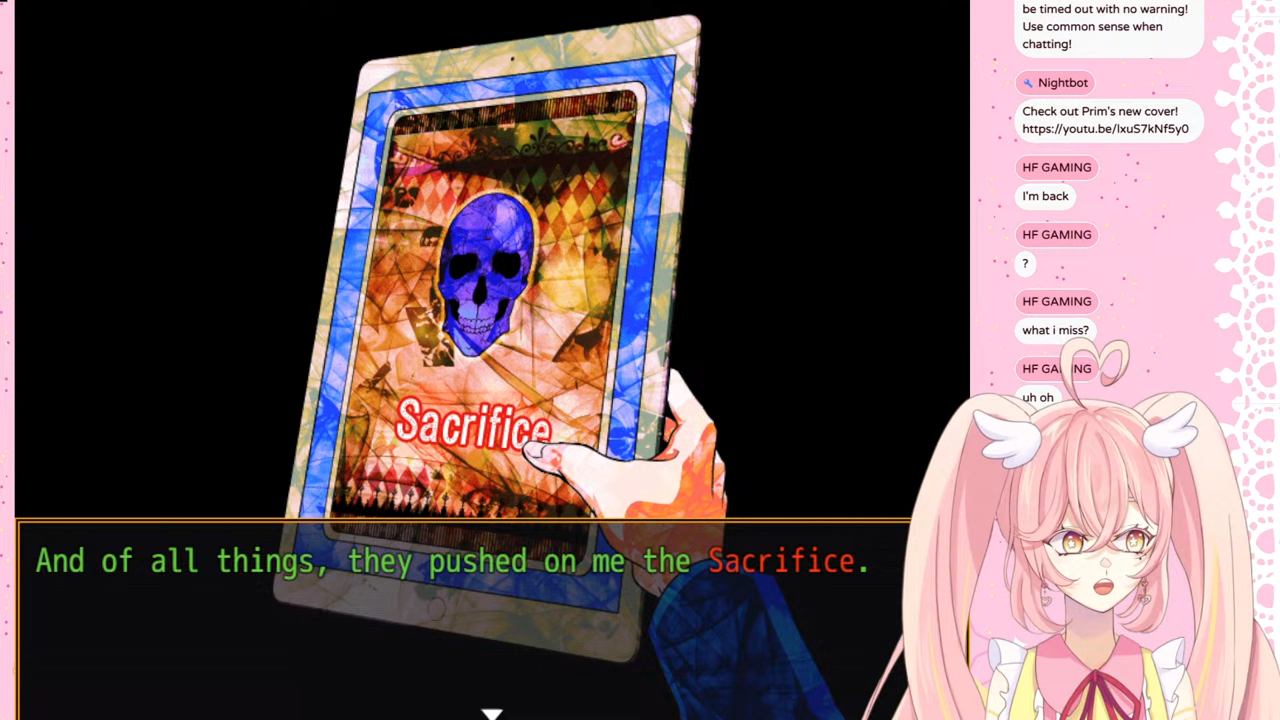 Sacrifice
And of all things, they pushed on me the Sacrifice.
be timed out with no warning!
Use common sense when
chatting!
Nightbot
Check out Prim's new cover!
https://youtu.be/lxuS7kNf5y0
HF GAMING
I'm back
HF GAMING
?
HF GAMING
what i miss?
HF GAMING
uh oh